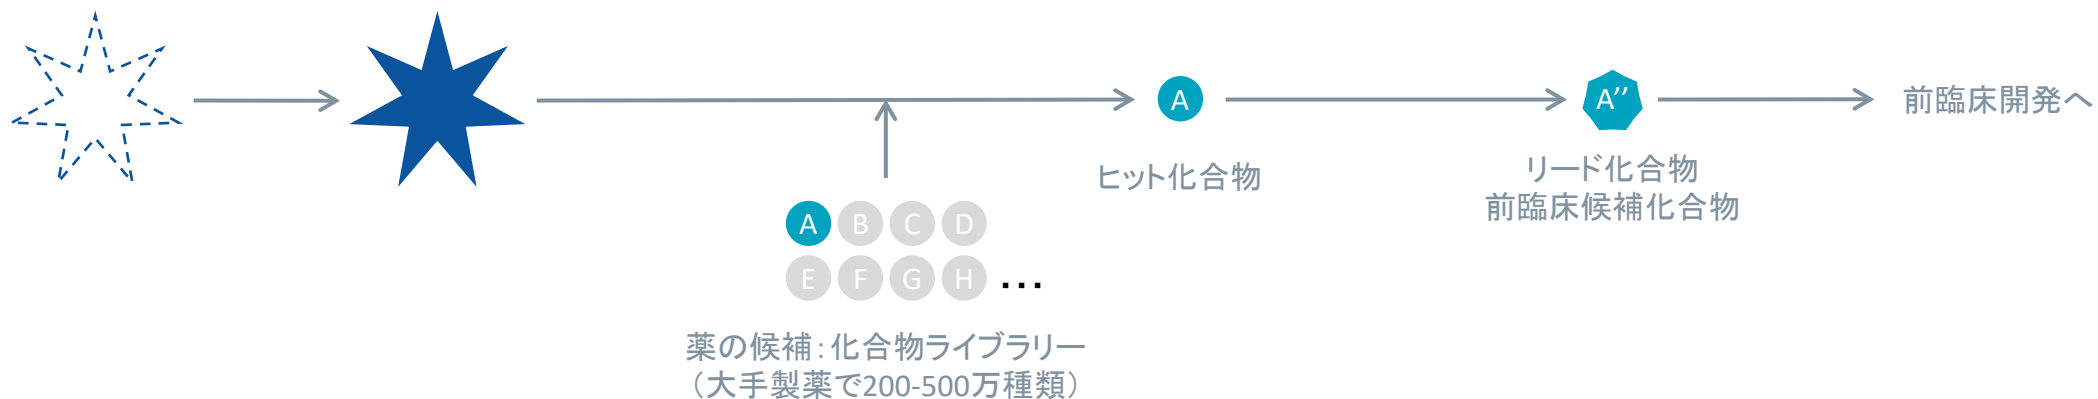 A
A''
前臨床開発へ
ヒット化合物
リード化合物
前臨床候補化合物
A B C D
E F G H ...
薬の候補：化合物ライブラリー
（大手製薬で200-500万種類）